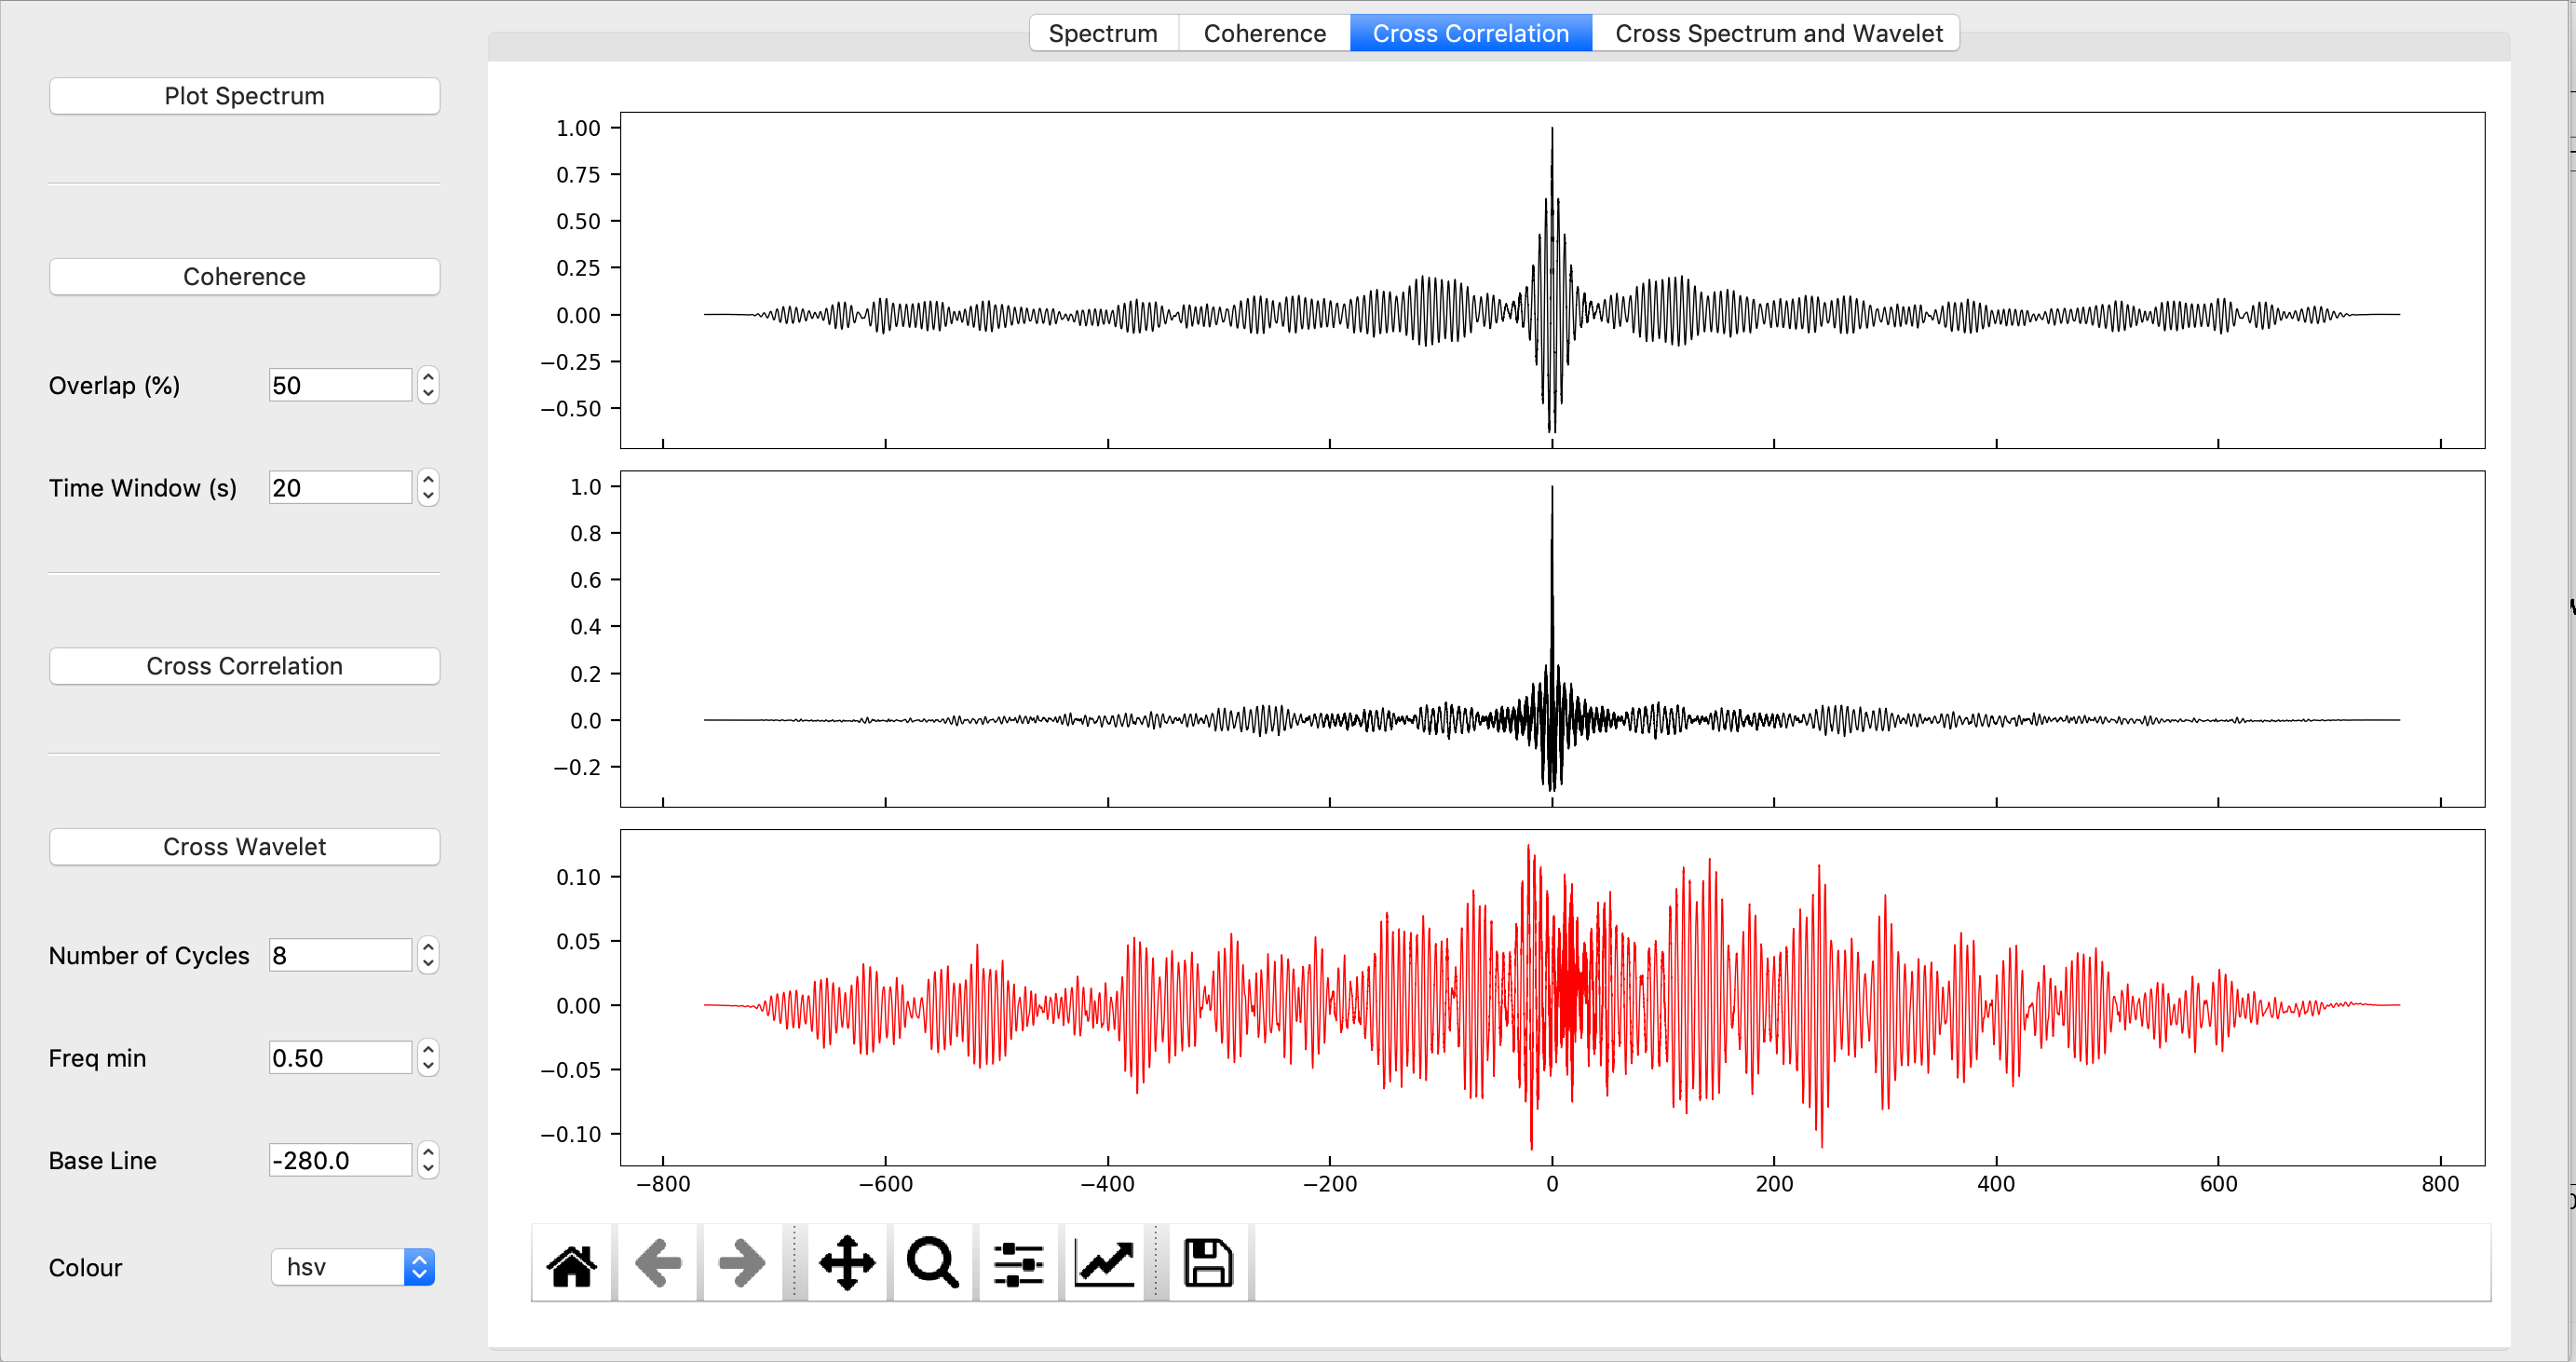 Spectrum Coherence Cross Correlation Cross Spectrum and Wavelet
Plot Spectrum
Coherence
Overlap (%) 50
Time Window (s) 20
Cross Correlation
Cross Wavelet
Number of Cycles 8
Freq min 0.50
Base Line -280.0
Colour hsv
1.00
0.75
0.50
0.25
0.00
−0.25
−0.50
1.0
0.8
0.6
0.4
0.2
0.0
−0.2
0.10
0.05
0.00
−0.05
−0.10
−800 −600 −400 −200 0 200 400 600 800